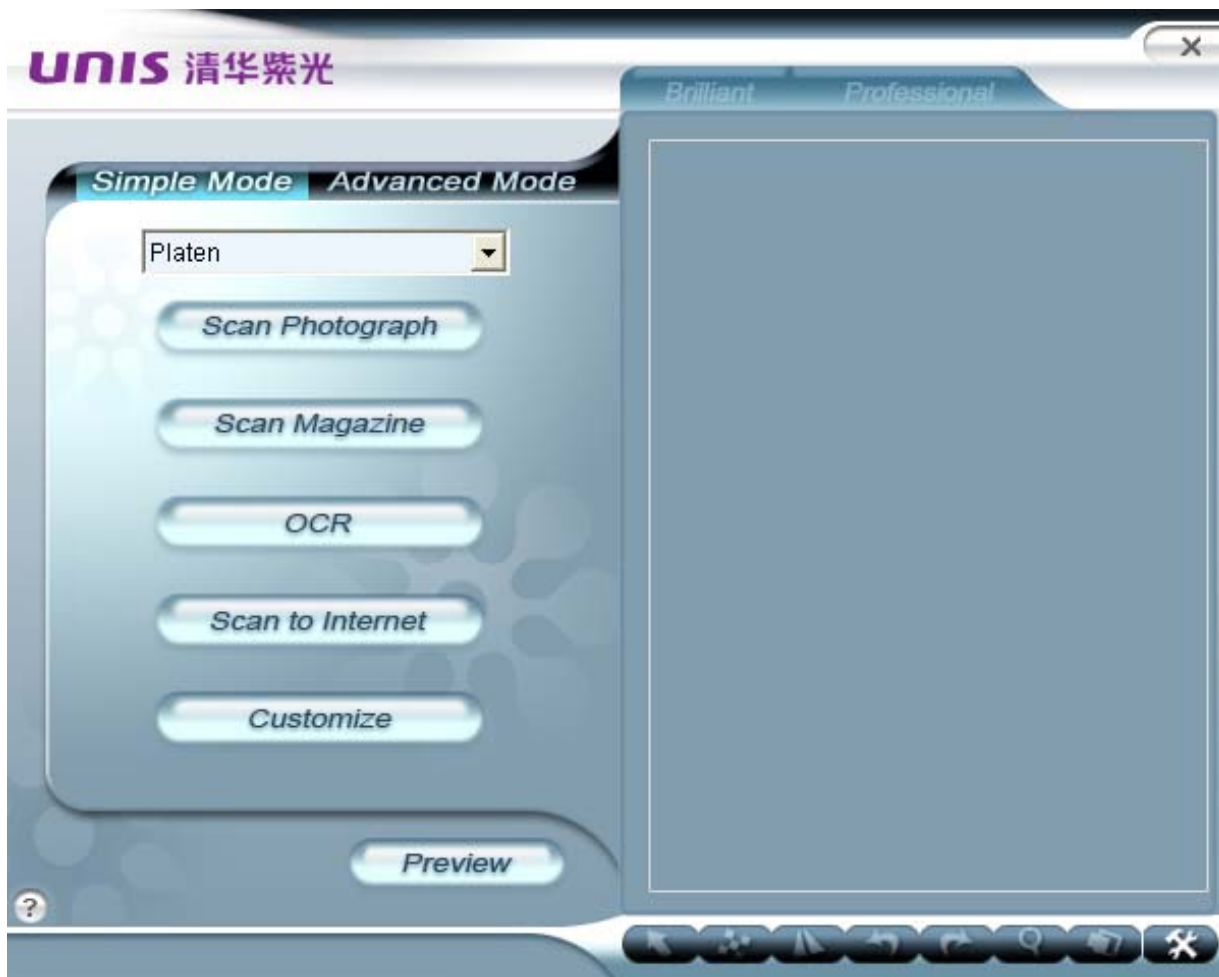 UNIS 清华紫光
Brilliant Professional
Simple Mode Advanced Mode
Platen
Scan Photograph
Scan Magazine
OCR
Scan to Internet
Customize
Preview
?